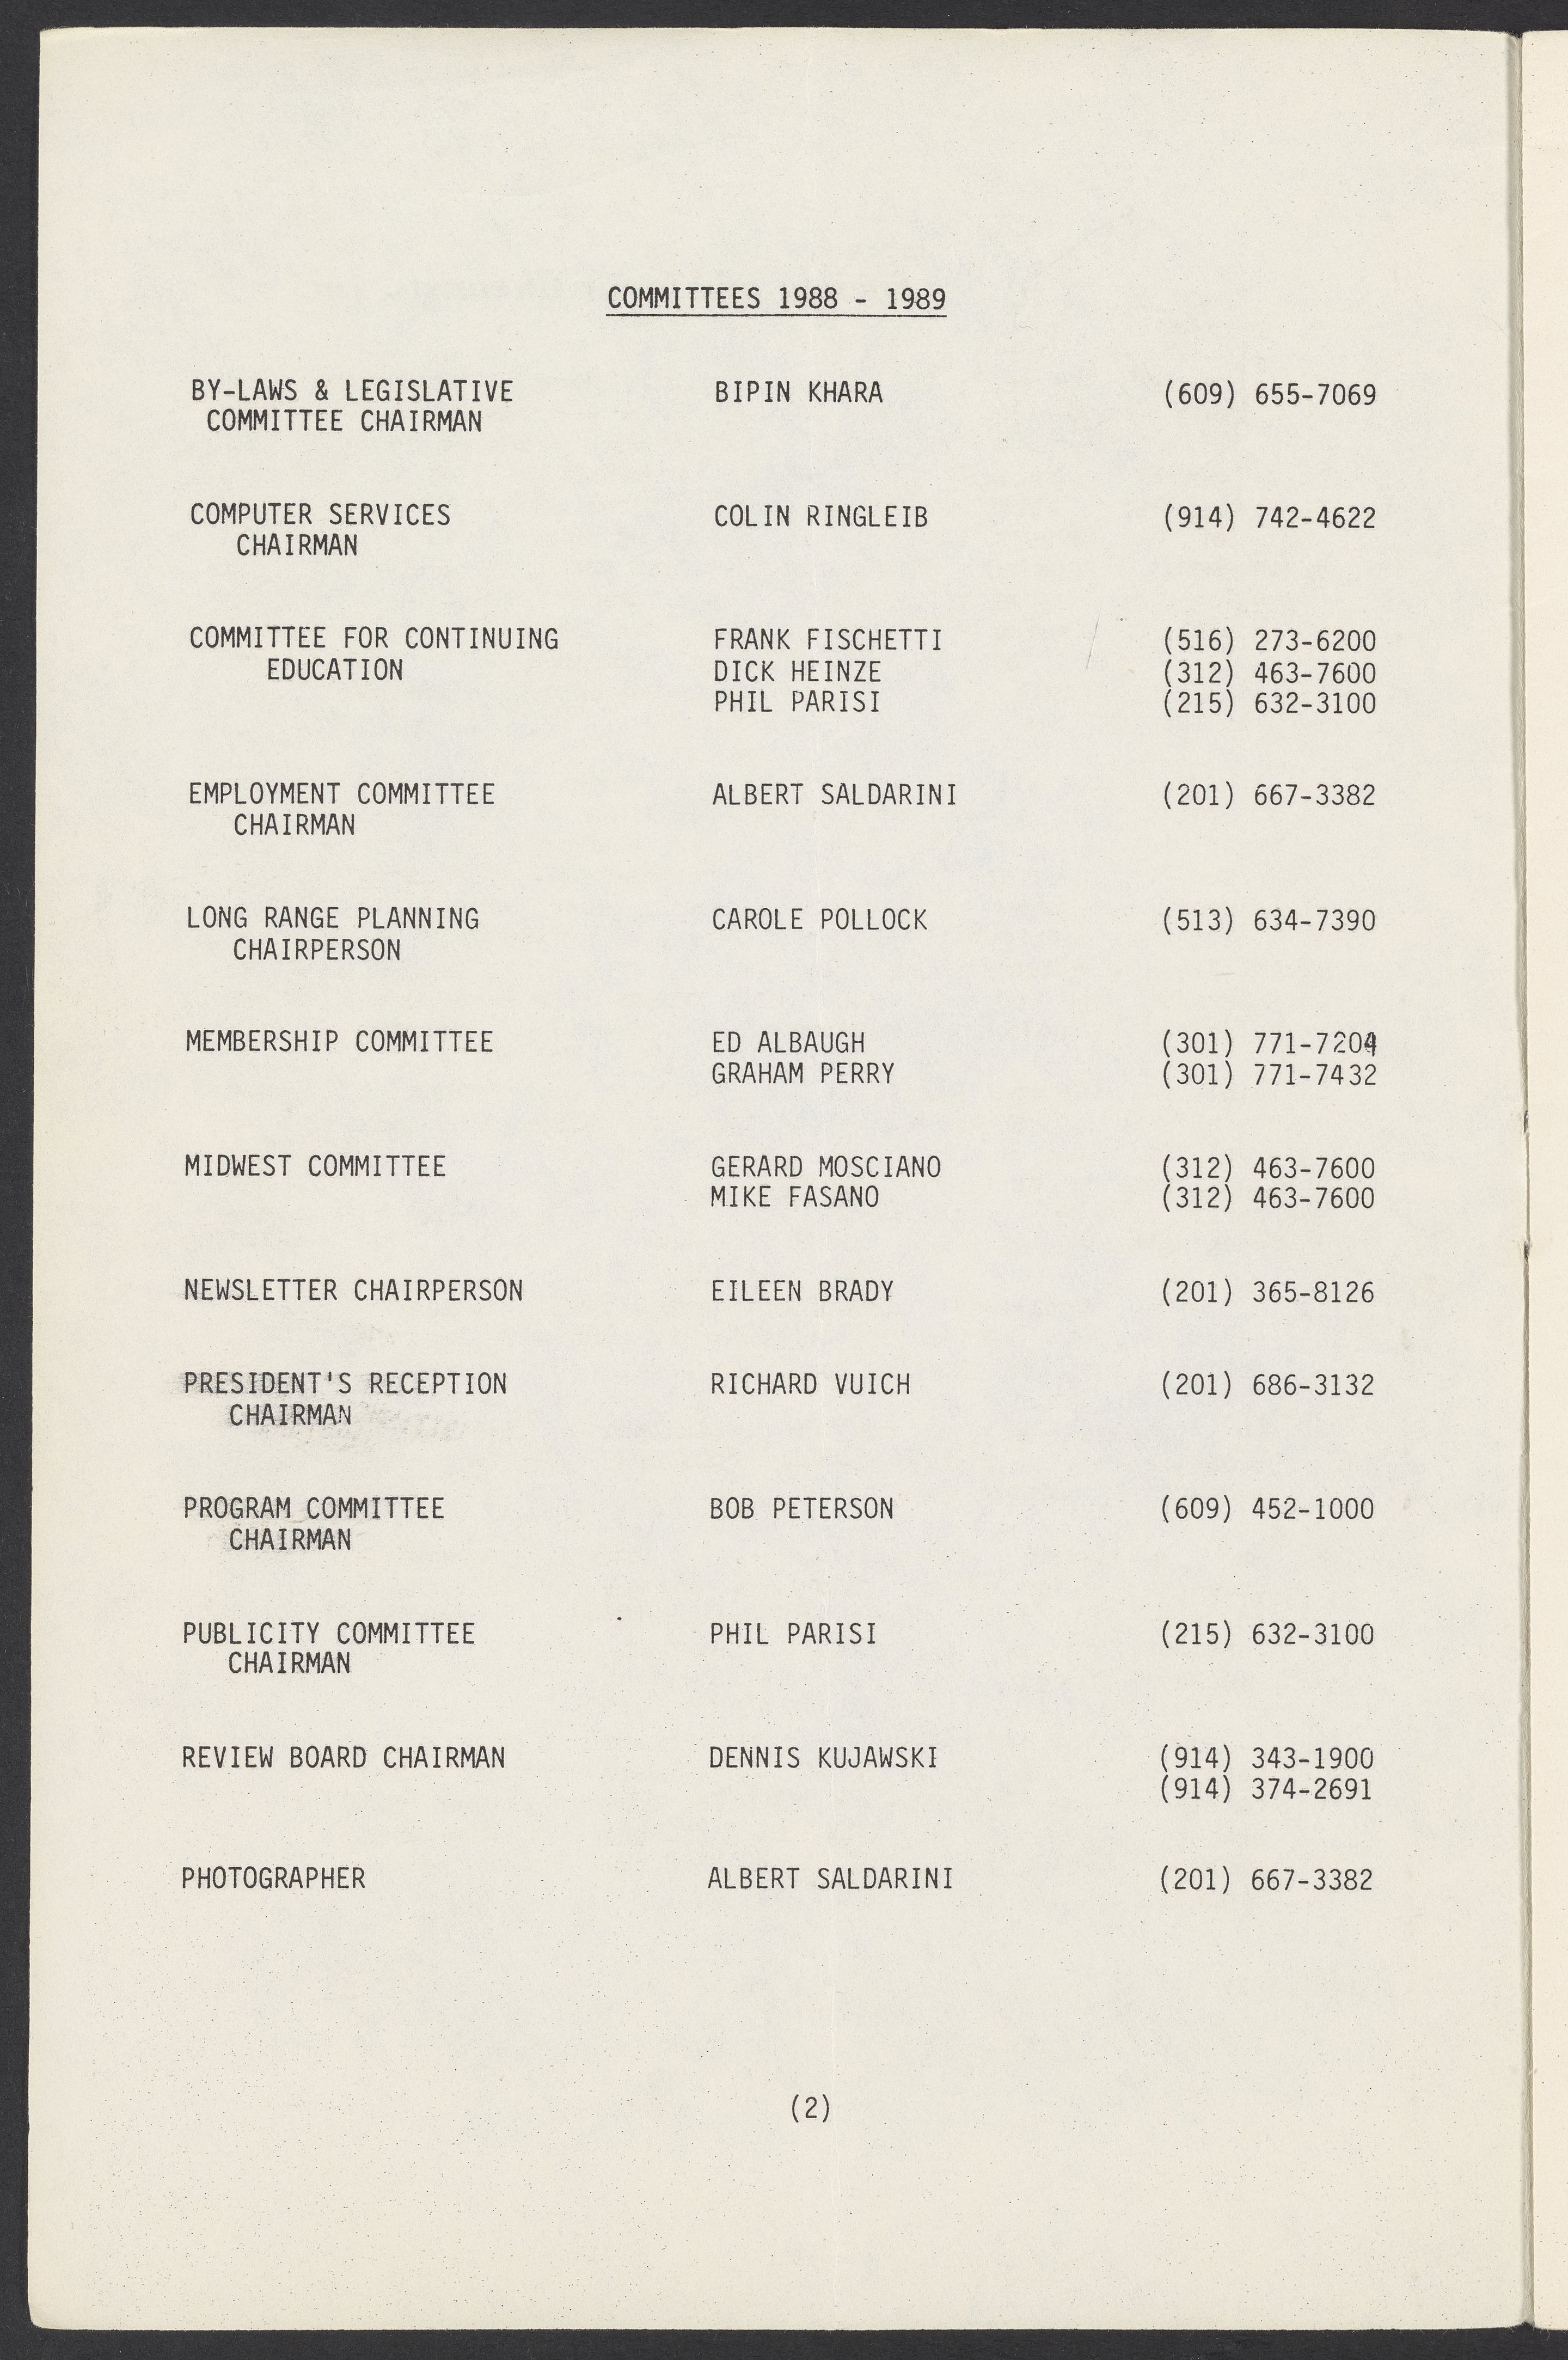 COMMITTEES 1988 - 1989
BY-LAWS & LEGISLATIVE BIPIN KHARA (609) 655-7069
COMMITTEE CHAIRMAN
COMPUTER SERVICES COLIN RINGLEIB (914) 742-4622
CHAIRMAN
COMMITTEE FOR CONTINUING FRANK FISCHETTI (516) 273-6200
EDUCATION DICK HEINZE (312) 463-7600
PHIL PARISI (215) 632-3100
EMPLOYMENT COMMITTEE ALBERT SALDARINI (201) 667-3382
CHAIRMAN
LONG RANGE PLANNING CAROLE POLLOCK (513) 634-7390
CHAIRPERSON
MEMBERSHIP COMMITTEE ED ALBAUGH (301) 771-7204
GRAHAM PERRY (301) 771-7432
MIDWEST COMMITTEE GERARD MOSCIANO (312) 463-7600
MIKE FASANO (312) 463-7600
NEWSLETTER CHAIRPERSON EILEEN BRADY (201) 365-8126
PRESIDENT'S RECEPTION RICHARD VUICH (201) 686-3132
CHAIRMAN
PROGRAM COMMITTEE BOB PETERSON (609) 452-1000
CHAIRMAN
PUBLICITY COMMITTEE PHIL PARISI (215) 632-3100
CHAIRMAN
REVIEW BOARD CHAIRMAN DENNIS KUJAWSKI (914) 343-1900
(914) 374-2691
PHOTOGRAPHER ALBERT SALDARINI (201) 667-3382
(2)